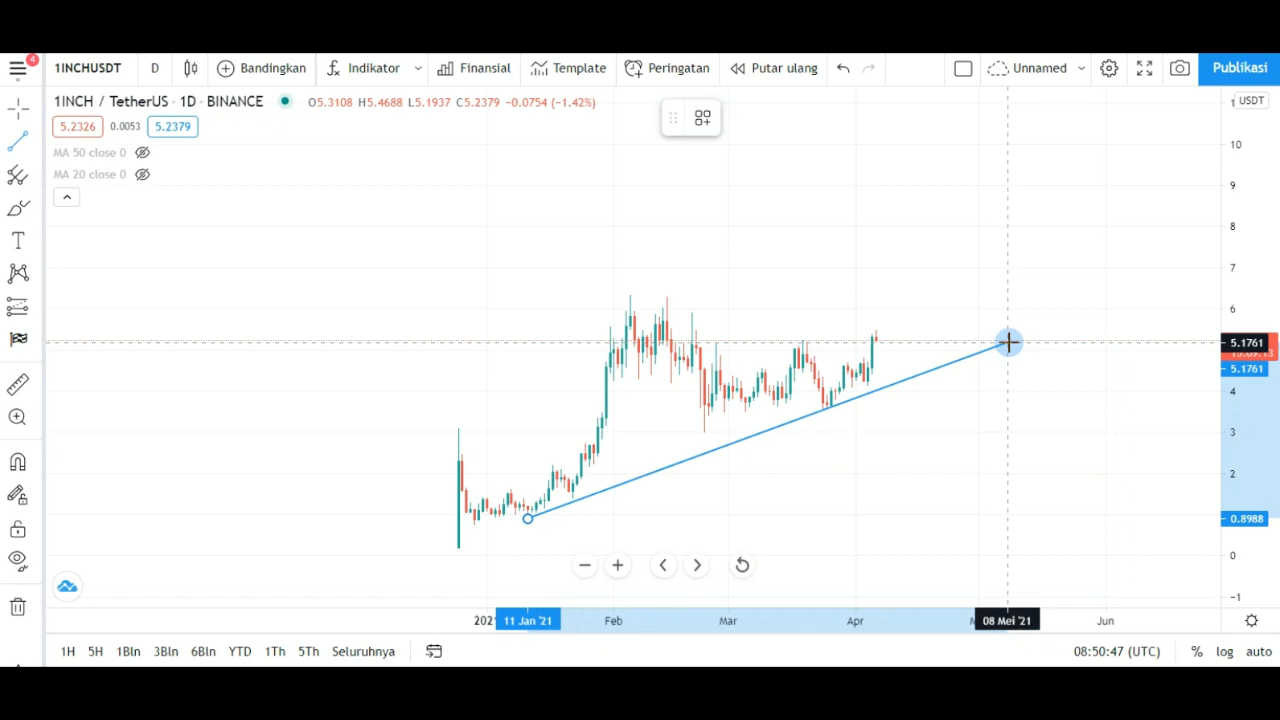 4
1INCHUSDT D Bandingkan Indikator Finansial Template Peringatan Putar ulang Unnamed Publikasi
1INCH / TetherUS · 1D · BINANCE O5.3108 H5.4688 L5.1937 C5.2379 −0.0754 (−1.42%)
USDT
5.2326 0.0053 5.2379
MA 50 close 0
MA 20 close 0
10
9
8
7
6
5.1761
5.1761
4
3
2
0.8988
0
−1
2021 11 Jan '21 Feb Mar Apr 08 Mei '21 Jun
1H 5H 1Bln 3Bln 6Bln YTD 1Th 5Th Seluruhnya 08:50:47 (UTC) % log auto